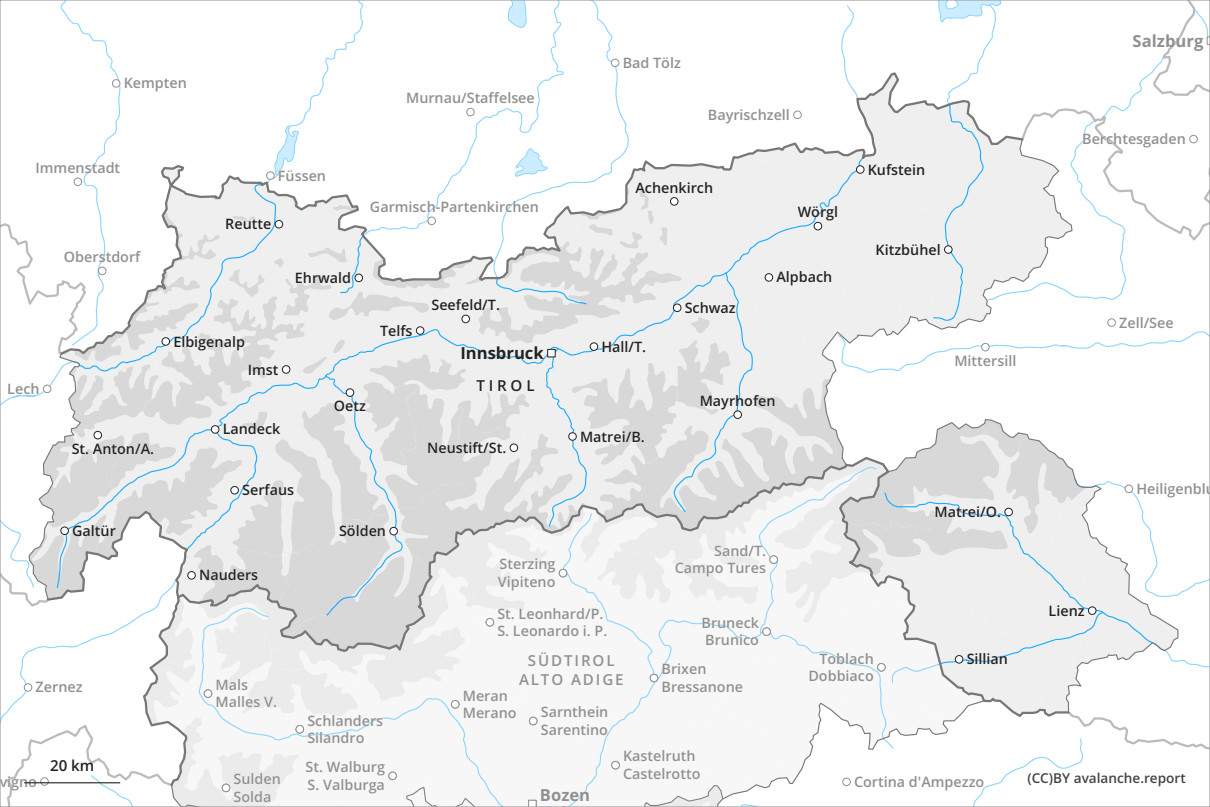 Salzburg
Bad Tölz
Kempten
Murnau/Staffelsee
Bayrischzell
Berchtesgaden
Immenstadt
Füssen
Kufstein
Achenkirch
Garmisch-Partenkirchen
Wörgl
Reutte
Kitzbühel
Oberstdorf
Ehrwald
Alpbach
Seefeld/T.
Schwaz
Zell/See
Telfs
Elbigenalp
Hall/T.
Innsbruck
Mittersill
Imst
TIROL
Lech
Oetz
Mayrhofen
Landeck
Matrei/B.
St. Anton/A.
Neustift/St.
Serfaus
Heiligenblu
Matrei/O.
Galtür
Sölden
Sand/T.
Campo Tures
Sterzing
Vipiteno
Nauders
Lienz
St. Leonhard/P.
S. Leonardo i. P.
Bruneck
Brunico
SÜDTIROL
ALTO ADIGE
Toblach
Dobbiaco
Sillian
Brixen
Bressanone
Zernez
Mals
Malles V.
Meran
Merano
Sarnthein
Sarentino
Schlanders
Silandro
Kastelruth
Castelrotto
20 km
St. Walburg
S. Valburga
vigno
Sulden
Solda
Cortina d'Ampezzo
(CC)BY avalanche.report
Bozen